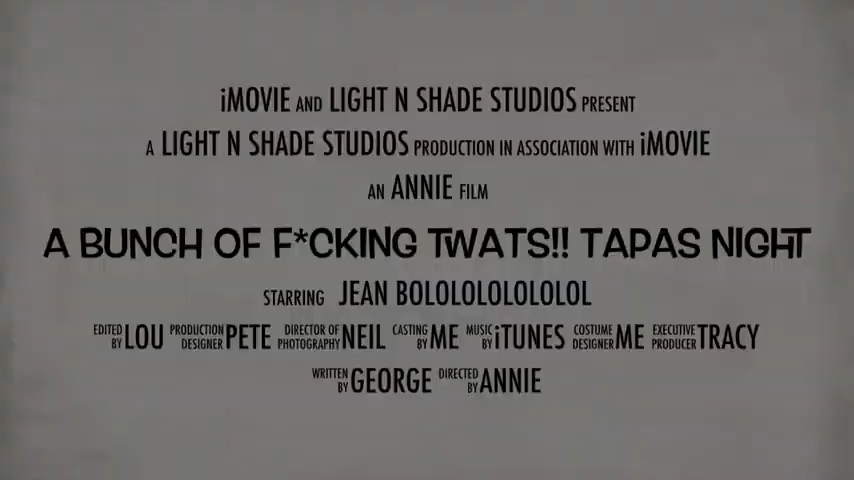 iMOVIE AND LIGHT N SHADE STUDIOS PRESENT
A LIGHT N SHADE STUDIOS PRODUCTION IN ASSOCIATION WITH iMOVIE
AN ANNIE FILM
A BUNCH OF F*CKING TWATS!! TAPAS NIGHT
STARRING JEAN BOLOLOLOLOLOLOL
EDITED BY LOU PRODUCTION DESIGNER PETE DIRECTOR OF PHOTOGRAPHY NEIL CASTING BY ME MUSIC BY iTUNES COSTUME DESIGNER ME EXECUTIVE PRODUCER TRACY
WRITTEN BY GEORGE DIRECTED BY ANNIE